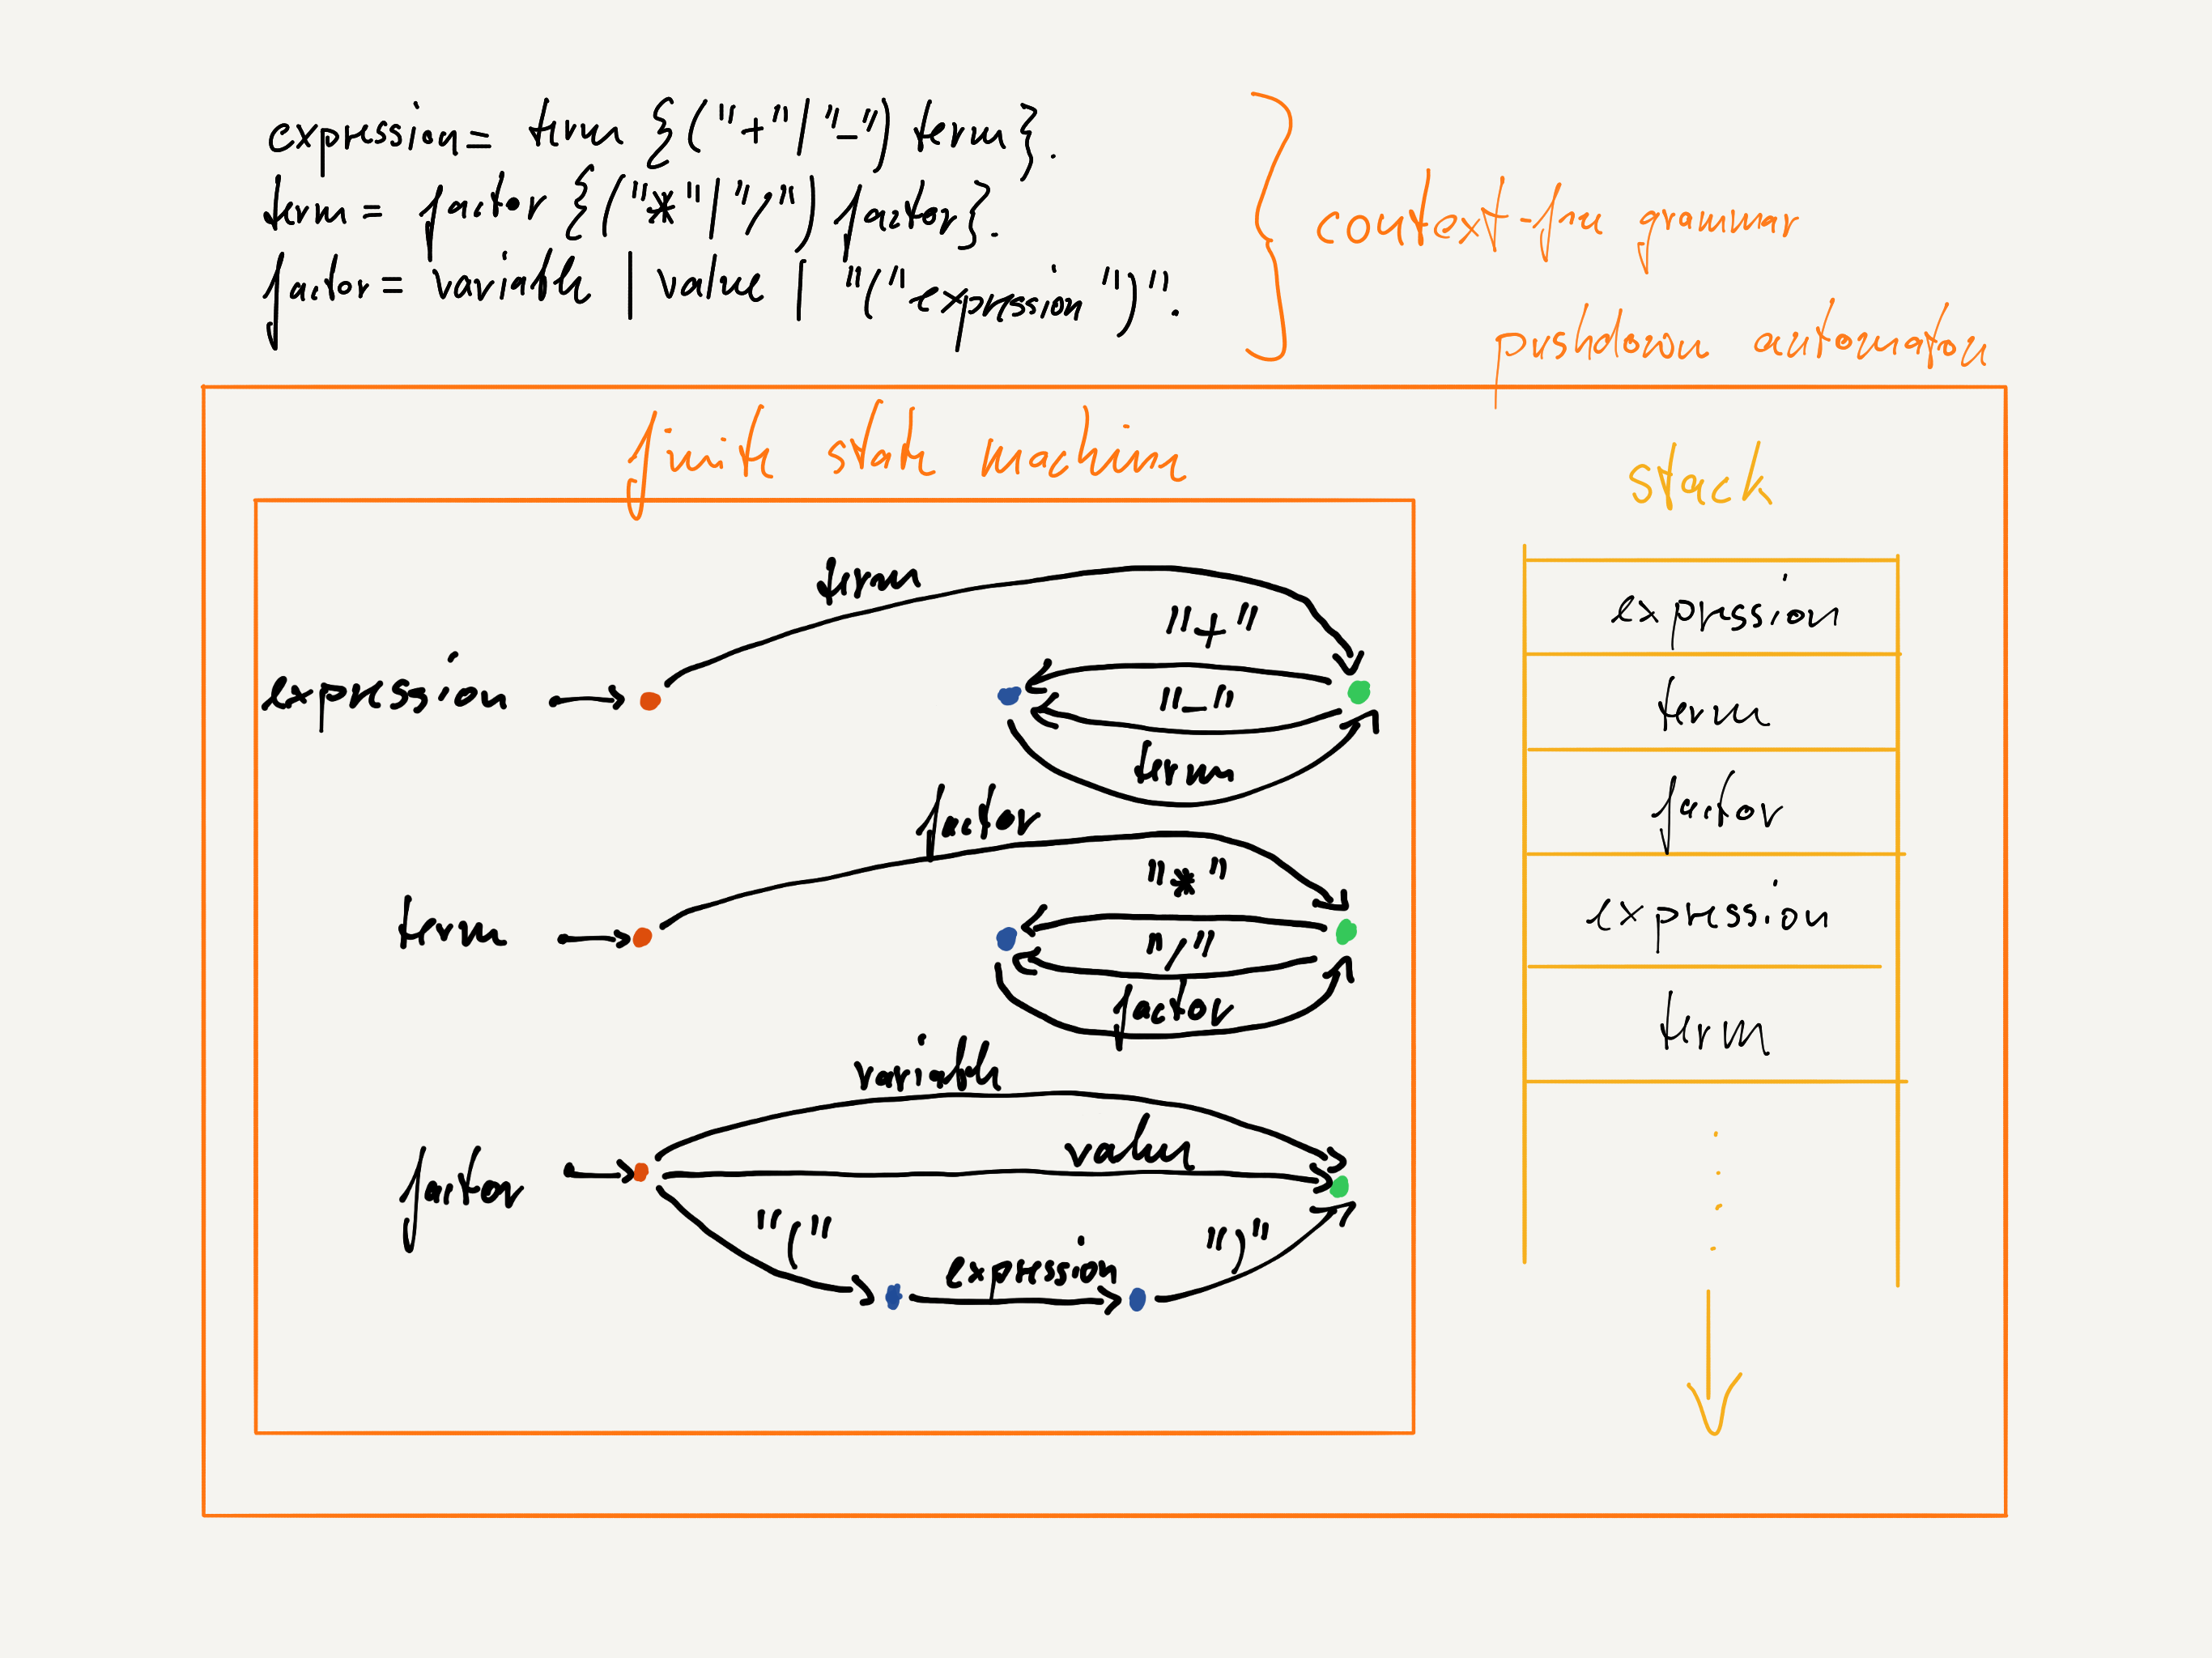 expression = term { ( "+" | "-" ) term } .
term = factor { ( "*" | "/" ) factor } .
factor = variable | value | "(" expression ")" .
context-free grammar
pushdown automaton
finite state machine
stack
term
"+"
expression
"-"
term
factor
"*"
term
"/"
factor
variable
value
factor
"("
expression
")"
expression
term
factor
expression
term